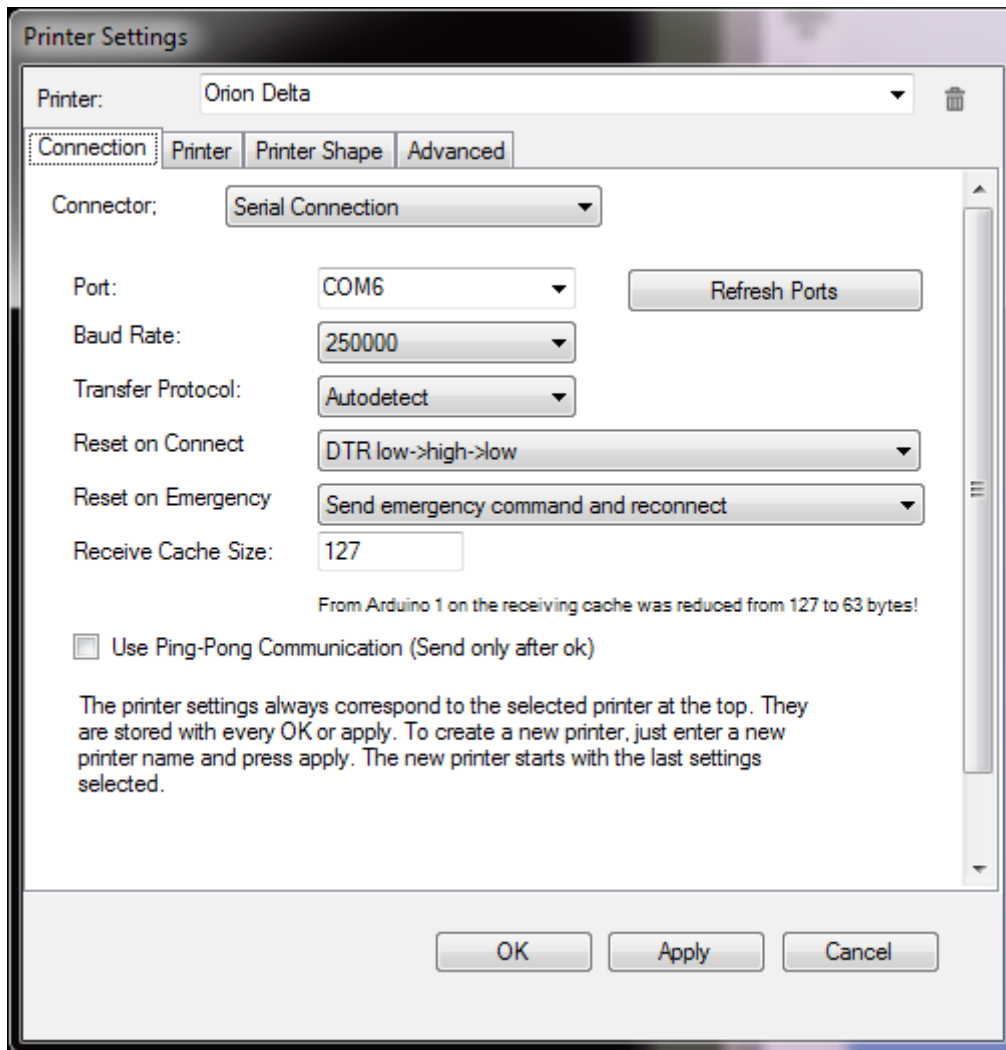 Printer Settings
Printer: Orion Delta
Connection Printer Printer Shape Advanced
Connector; Serial Connection
Port: COM6 Refresh Ports
Baud Rate: 250000
Transfer Protocol: Autodetect
Reset on Connect DTR low->high->low
Reset on Emergency Send emergency command and reconnect
Receive Cache Size: 127
From Arduino 1 on the receiving cache was reduced from 127 to 63 bytes!
Use Ping-Pong Communication (Send only after ok)
The printer settings always correspond to the selected printer at the top. They
are stored with every OK or apply. To create a new printer, just enter a new
printer name and press apply. The new printer starts with the last settings
selected.
OK Apply Cancel